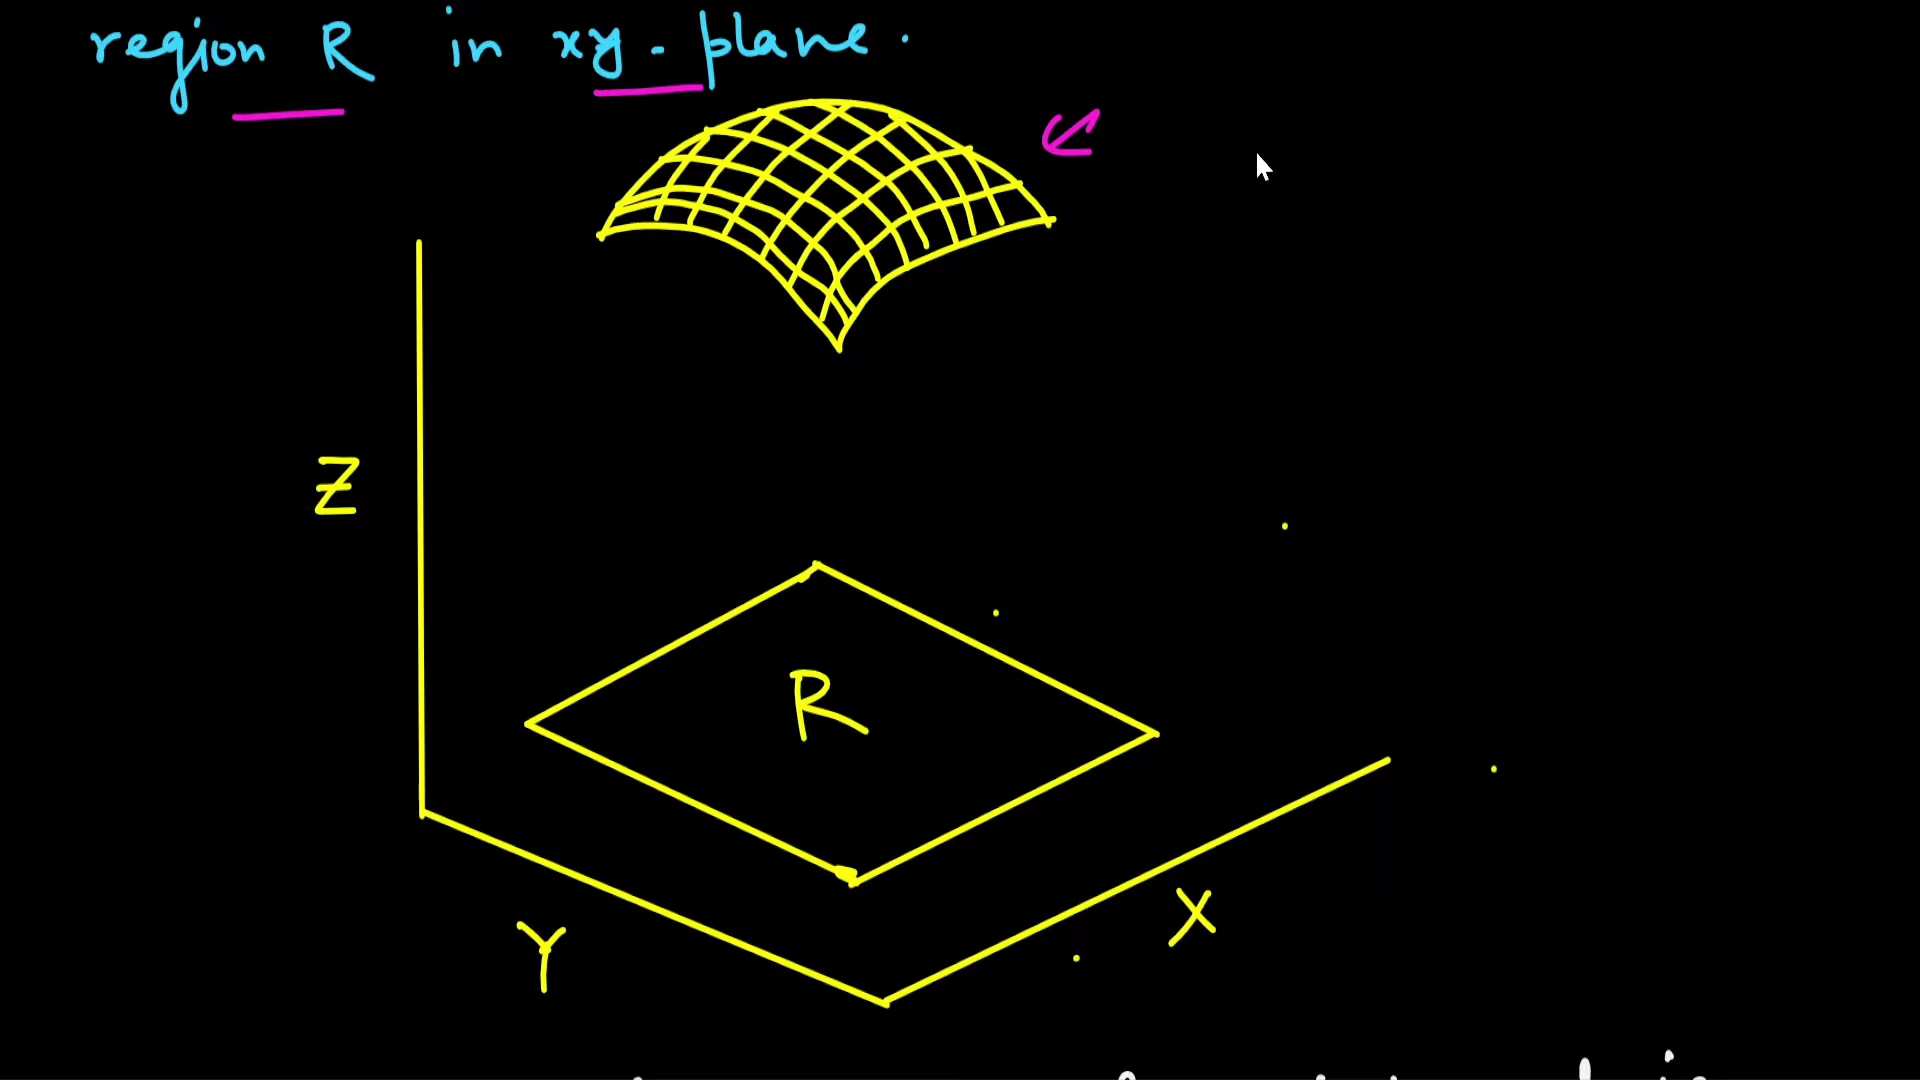 region R in xy-plane.
Z
R
Y
X